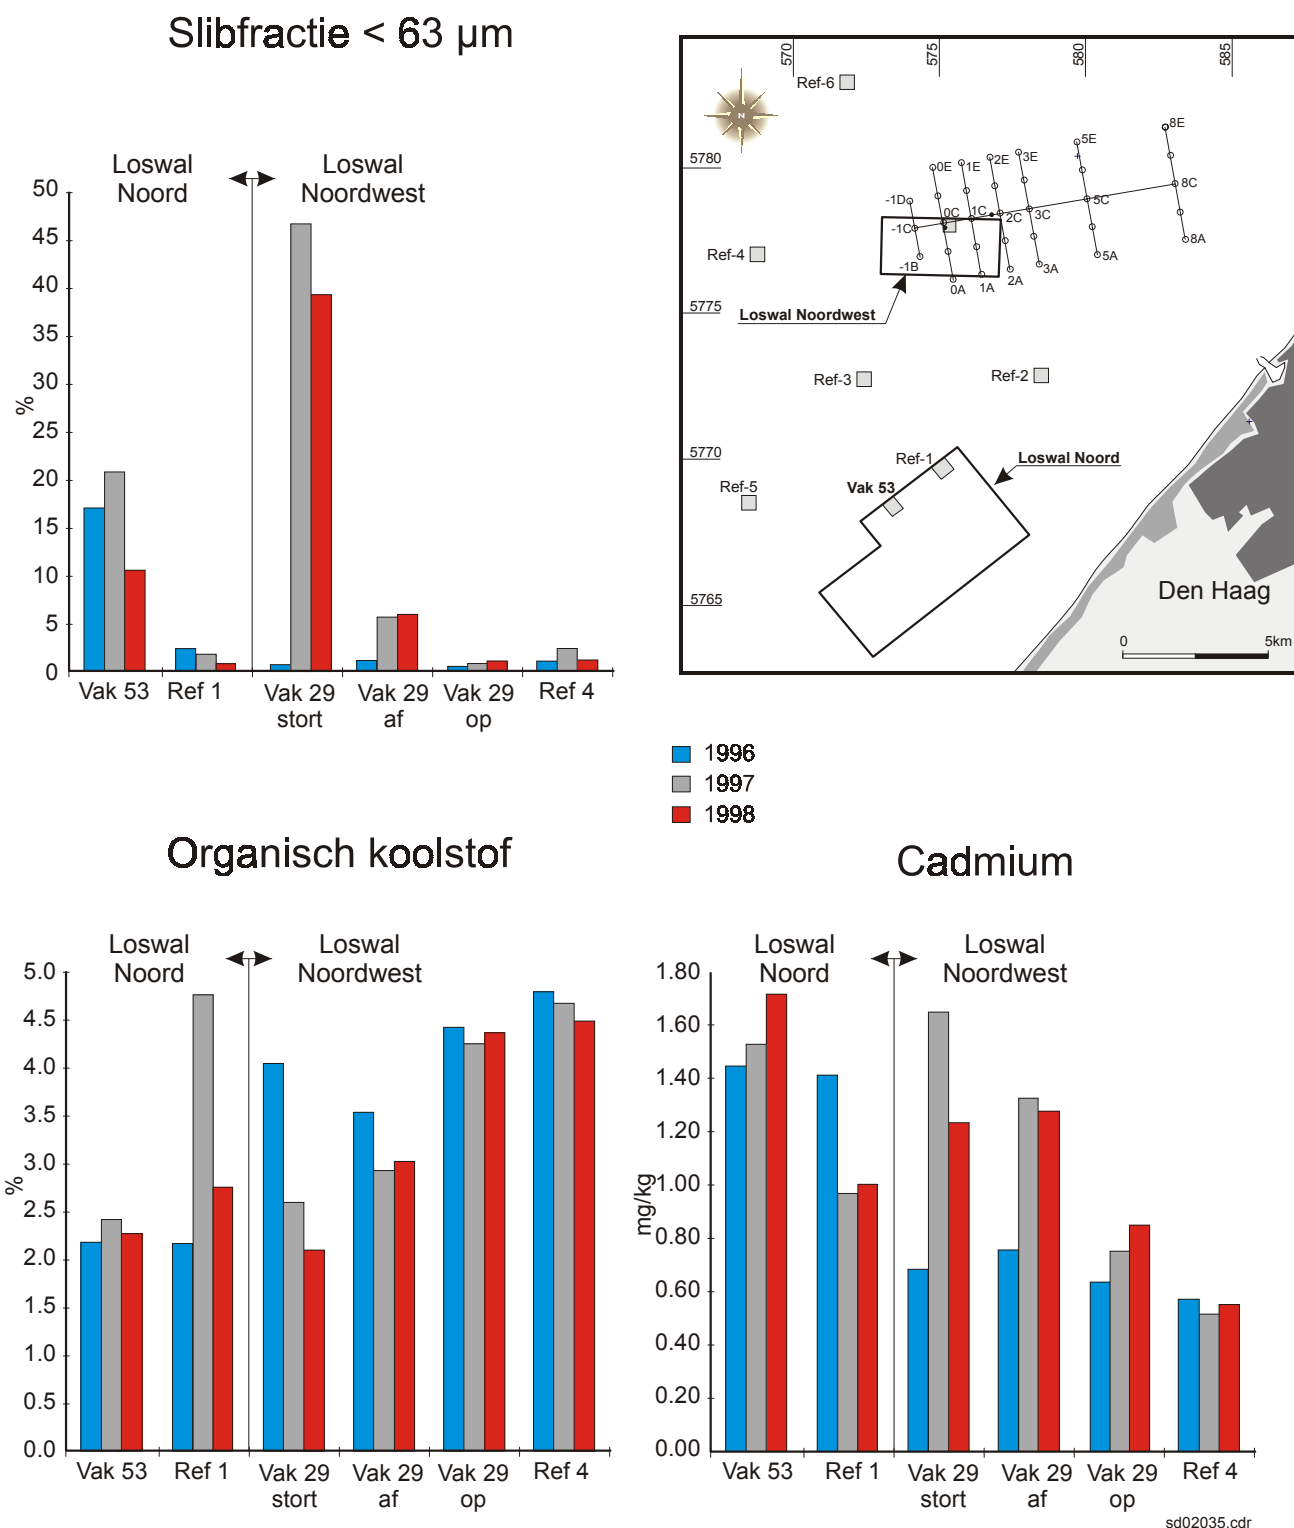 Slibfractie < 63 µm
Loswal
Noord
Loswal
Noordwest
50
45
40
35
30
25
20
15
10
5
0
%
Vak 53
Ref 1
Vak 29
stort
Vak 29
af
Vak 29
op
Ref 4
570
575
580
585
5780
5775
5770
5765
N
Ref-6
Ref-4
Ref-3
Ref-2
Ref-1
Ref-5
Vak 53
-1D
-1C
-1B
0E
0C
0A
1E
1C
1A
2E
2C
2A
3E
3C
3A
5E
5C
5A
8E
8C
8A
Loswal Noordwest
Loswal Noord
Den Haag
0
5km
1996
1997
1998
Organisch koolstof
Loswal
Noord
Loswal
Noordwest
5.0
4.5
4.0
3.5
3.0
2.5
2.0
1.5
1.0
0.5
0.0
%
Vak 53
Ref 1
Vak 29
stort
Vak 29
af
Vak 29
op
Ref 4
Cadmium
Loswal
Noord
Loswal
Noordwest
1.80
1.60
1.40
1.20
1.00
0.80
0.60
0.40
0.20
0.00
mg/kg
Vak 53
Ref 1
Vak 29
stort
Vak 29
af
Vak 29
op
Ref 4
sd02035.cdr